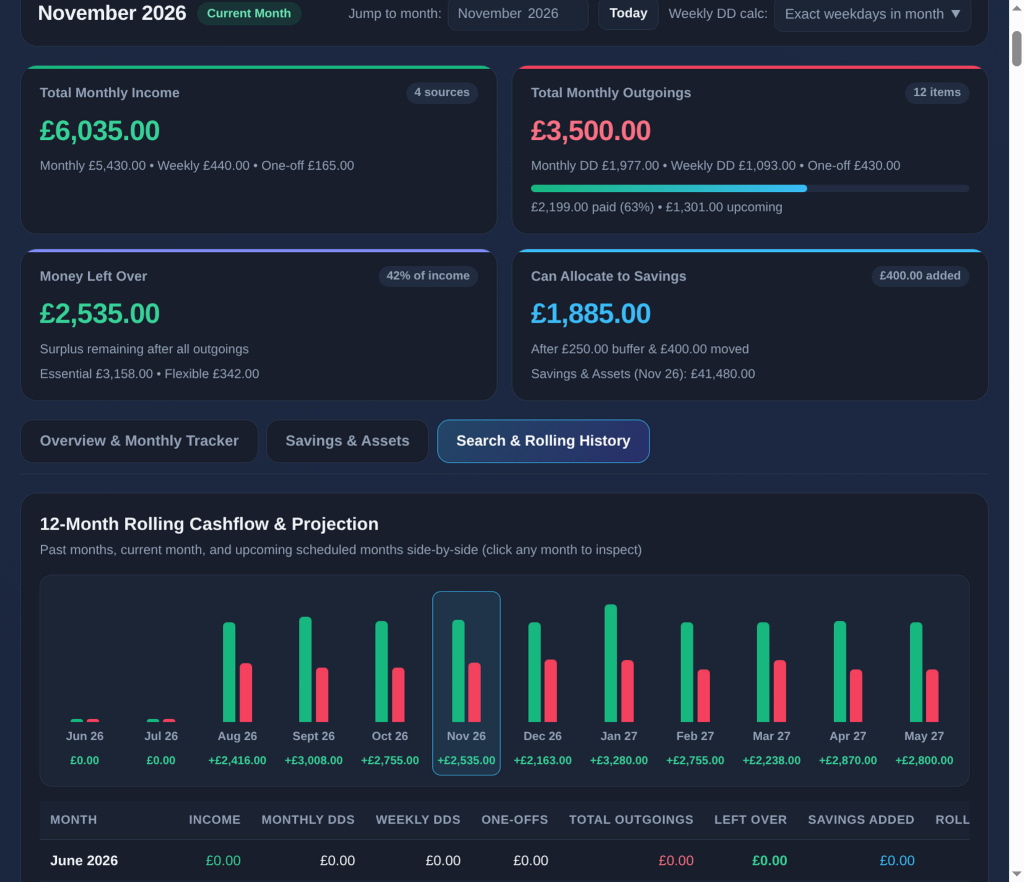 November 2026 Current Month Jump to month: November 2026 Today Weekly DD calc: Exact weekdays in month ▼
Total Monthly Income 4 sources
£6,035.00
Monthly £5,430.00 • Weekly £440.00 • One-off £165.00
Total Monthly Outgoings 12 items
£3,500.00
Monthly DD £1,977.00 • Weekly DD £1,093.00 • One-off £430.00
£2,199.00 paid (63%) • £1,301.00 upcoming
Money Left Over 42% of income
£2,535.00
Surplus remaining after all outgoings
Essential £3,158.00 • Flexible £342.00
Can Allocate to Savings £400.00 added
£1,885.00
After £250.00 buffer & £400.00 moved
Savings & Assets (Nov 26): £41,480.00
Overview & Monthly Tracker Savings & Assets Search & Rolling History
12-Month Rolling Cashflow & Projection
Past months, current month, and upcoming scheduled months side-by-side (click any month to inspect)
Jun 26 Jul 26 Aug 26 Sept 26 Oct 26 Nov 26 Dec 26 Jan 27 Feb 27 Mar 27 Apr 27 May 27
£0.00 £0.00 +£2,416.00 +£3,008.00 +£2,755.00 +£2,535.00 +£2,163.00 +£3,280.00 +£2,755.00 +£2,238.00 +£2,870.00 +£2,800.00
MONTH INCOME MONTHLY DDS WEEKLY DDS ONE-OFFS TOTAL OUTGOINGS LEFT OVER SAVINGS ADDED ROLL
June 2026 £0.00 £0.00 £0.00 £0.00 £0.00 £0.00 £0.00